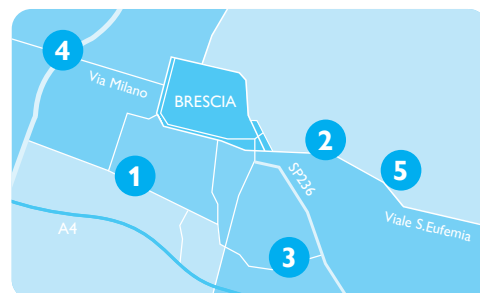 4
Via Milano
BRESCIA
2
5
1
SP236
Viale S.Eufemia
A4
3